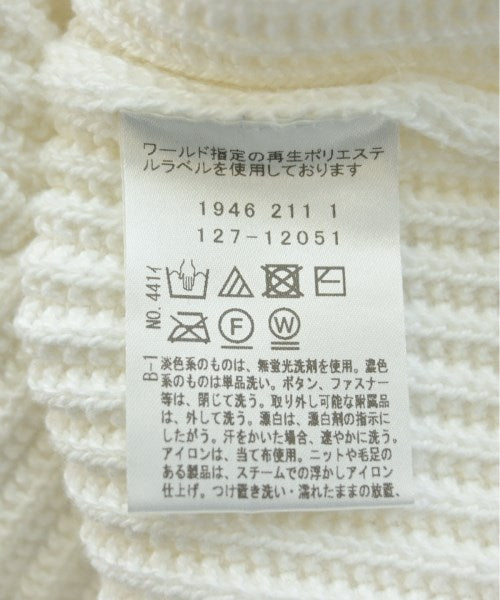 ワールド指定の再生ポリエステ
ルラベルを使用しております
1946 211 1
127-12051
NO.441イ
F
W
B-1
淡色系のものは、無蛍光洗剤を使用。濃色
系のものは単品洗い。ボタン、ファスナー
等は、閉じて洗う。取り外し可能な附属品
は、外して洗う。漂白は、漂白剤の指示に
したがう。汗をかいた場合、速やかに洗う。
アイロンは、当て布使用。ニットや毛足の
ある製品は、スチームでの浮かしアイロン
仕上げ。つけ置き洗い・濡れたままの放置、